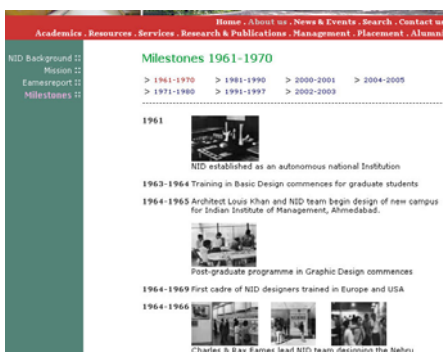 Home . About us . News & Events . Search . Contact us
Academics . Resources . Services . Research & Publications . Management . Placement . Alumni
NID Background
Mission
Eamesreport
Milestones
Milestones 1961-1970
> 1961-1970 > 1981-1990 > 2000-2001 > 2004-2005
> 1971-1980 > 1991-1997 > 2002-2003
1961
NID established as an autonomous national Institution
1963-1964 Training in Basic Design commences for graduate students
1964-1965 Architect Louis Khan and NID team begin design of new campus
for Indian Institute of Management, Ahmedabad.
Post-graduate programme in Graphic Design commences
1964-1969 First cadre of NID designers trained in Europe and USA
1964-1966
Charles & Ray Eames lead NID team designing the Nehru